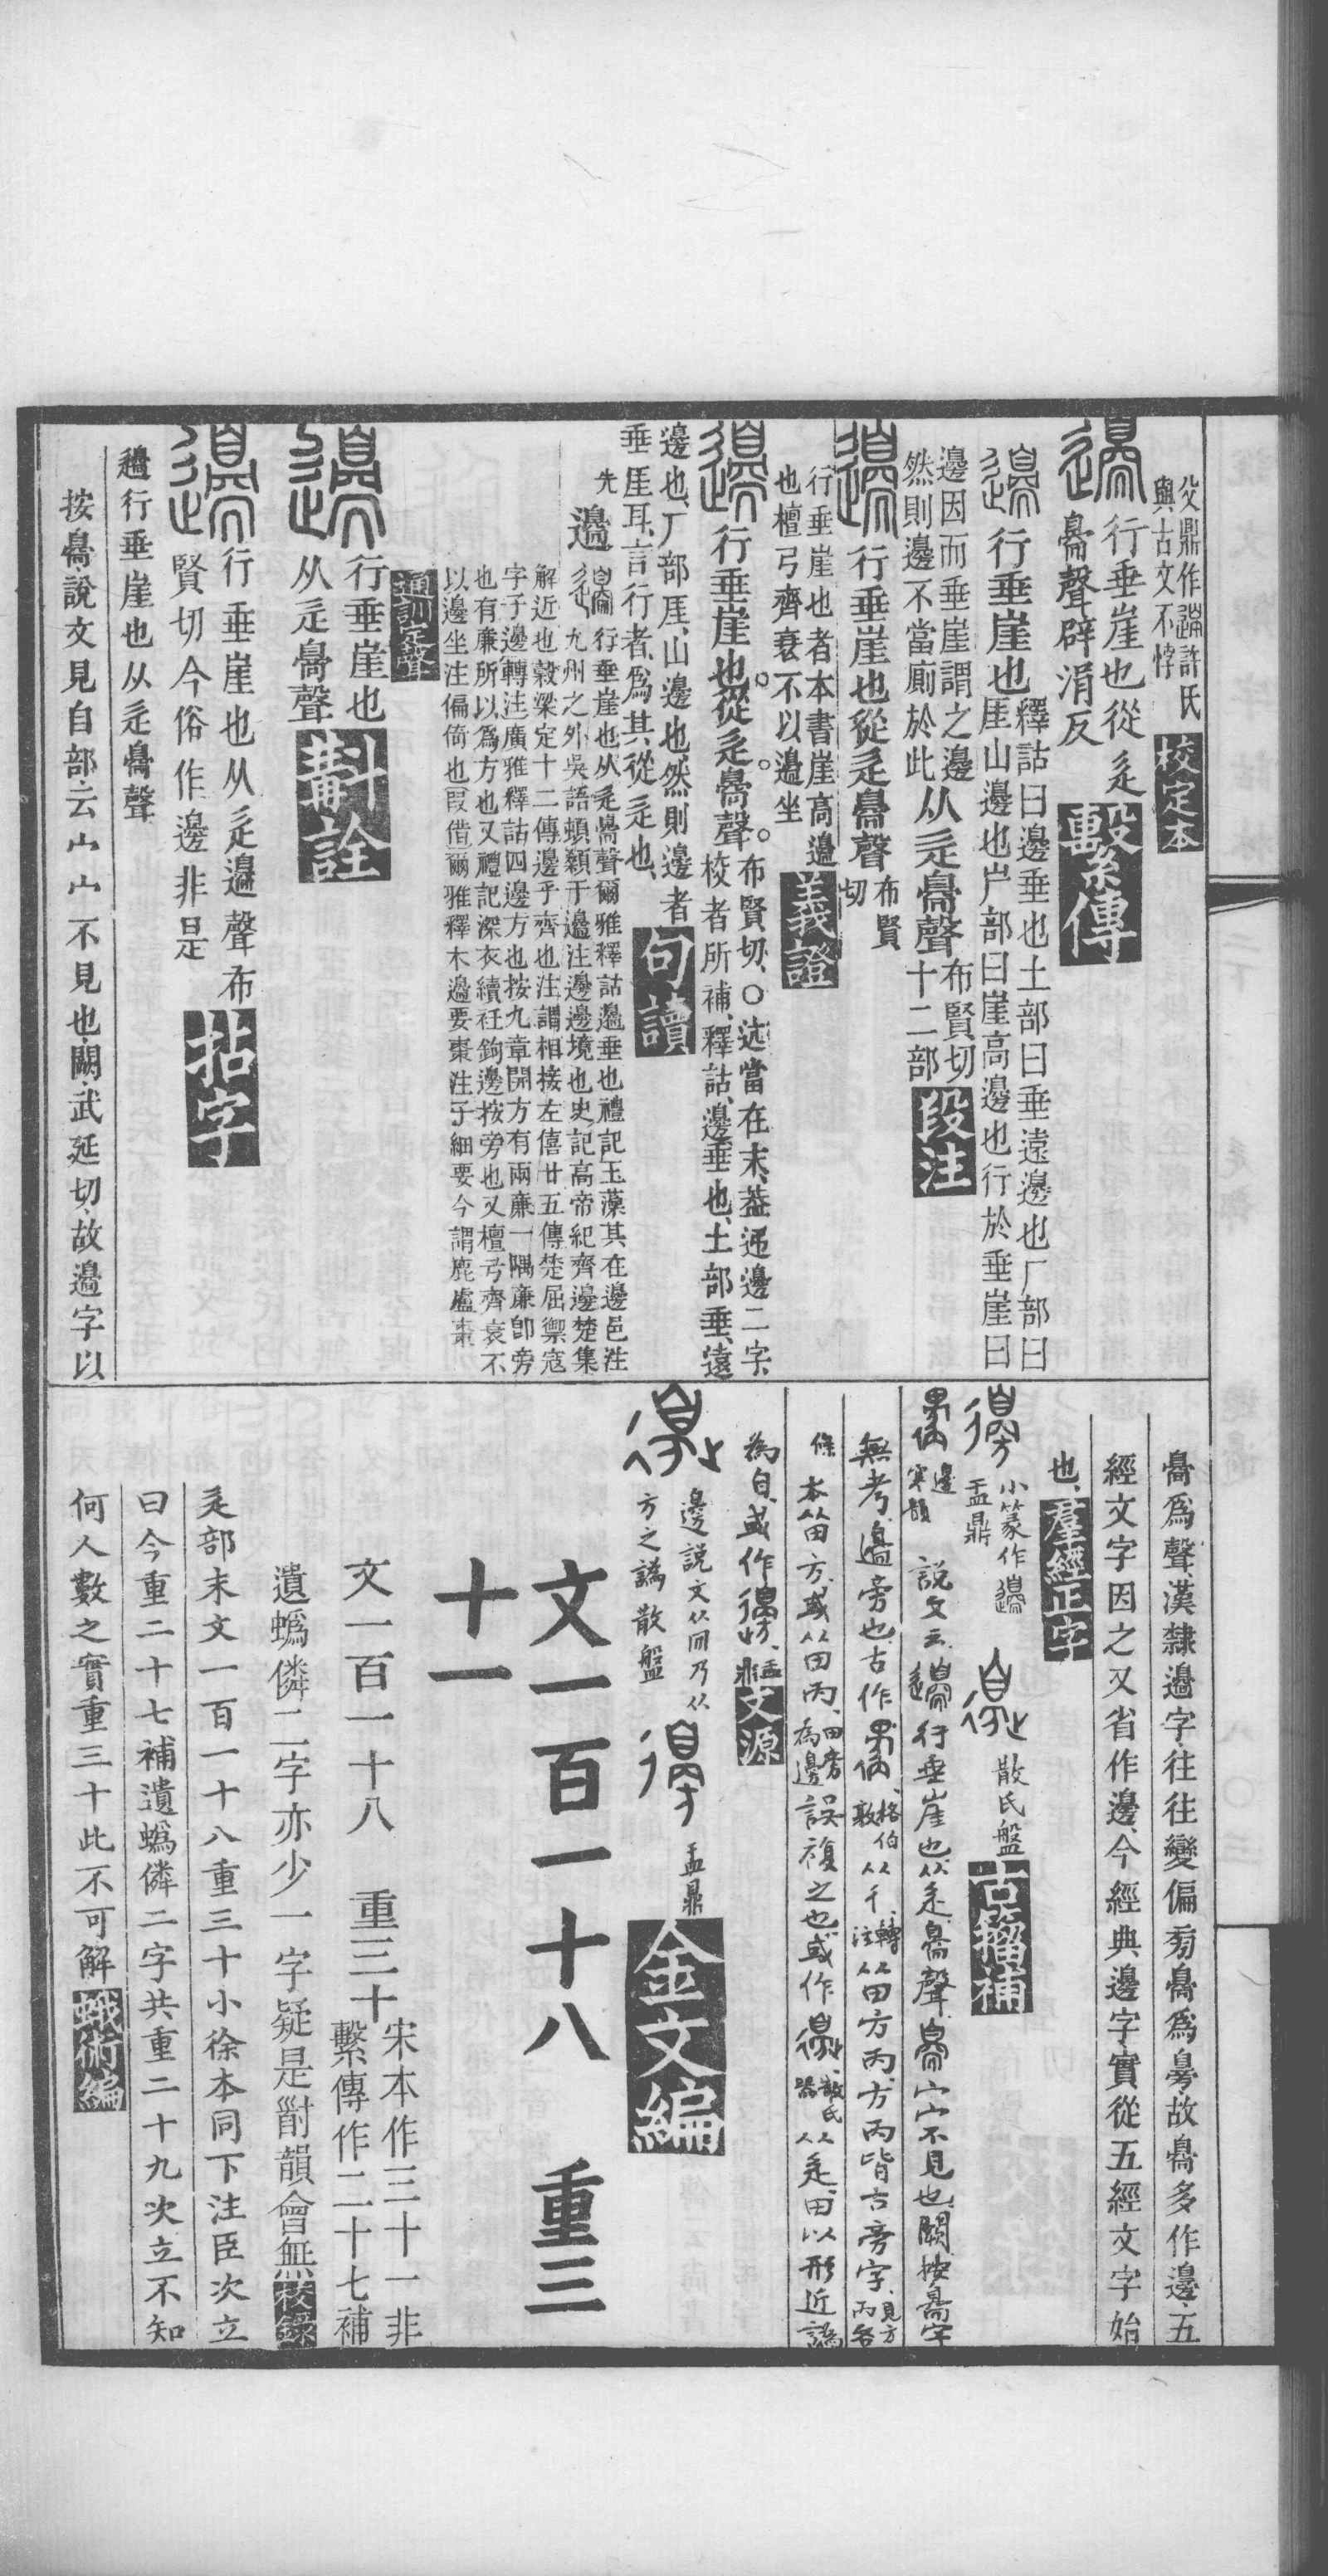 父鼎作邊許氏
與古文不悖
校定本
行垂崖也從辵
臱聲辟涓反
繫傳
行垂崖也
釋詁曰邊垂也土部曰垂遠邊也厂部曰
厓山邊也屵部曰崖高邊也行於垂崖曰
邊因而垂崖謂之邊
然則邊不當廁於此
从辵臱聲
布賢切
十二部
段注
行垂崖也從辵臱聲
布賢
切
行垂崖也者本書崖高邊
也檀弓齊衰不以邊坐
義證
行垂崖也從辵臱聲
布賢切〇迒當在末葢遞邊二字
校者所補釋詁邊垂也土部垂遠
邊也厂部厓山邊也然則邊者
垂厓耳言行者爲其從辵也
句讀
先
邊
行垂崖也从辵臱聲爾雅釋詁邊垂也禮記玉藻其在邊邑注
九州之外吳語頓顙于邊注邊邊境也史記高帝紀齊邊楚集
解近也穀梁定十二傳邊乎齊也注謂相接左僖廿五傳楚屈禦寇
字子邊轉注廣雅釋詁四邊方也按九章開方有兩廉一隅廉卽旁
也有廉所以爲方也又禮記深衣續衽鉤邊按旁也又檀弓齊衰不
以邊坐注偏倚也叚借爾雅釋木邊要棗注子細要今謂鹿盧棗
通訓定聲
行垂崖也
从辵臱聲
斠詮
行垂崖也从辵邊聲布
賢切今俗作邊非是
拈字
邊行垂崖也从辵臱聲
按臱說文見自部云宀宀不見也闕武延切故邊字以
臱爲聲漢隸邊字往往變偏旁臱爲臱故臱多作邊五
經文字因之又省作邊今經典邊字實從五經文字始
也
羣經正字
小篆作邊
盂鼎
散氏盤
古籀補
邊
寒韻
說文云邊行垂崖也从辵臱聲臱宀宀不見也闕按臱字
無考邊旁也古作
格伯
敦
从彳
轉
注
从𦣹方丙方丙皆古旁字
見方
丙各
條
本𦣹方或从田丙
田旁
爲邊誤複之也或作
散氏
器
从辵田以形近譌
爲自或作
盂
鼎
文源
邊說文从冏乃从
方之譌散盤
盂鼎
金文編
文一百一十八　重三
十一
文一百一十八　重三十
宋本作三十一非
繫傳作二十七補
遺蟡僯二字亦少一字疑是㔁韻會無
校錄
辵部末文一百一十八重三十小徐本同下注臣次立
曰今重二十七補遺蟡僯二字共重二十九次立不知
何人數之實重三十此不可解
蛾術編